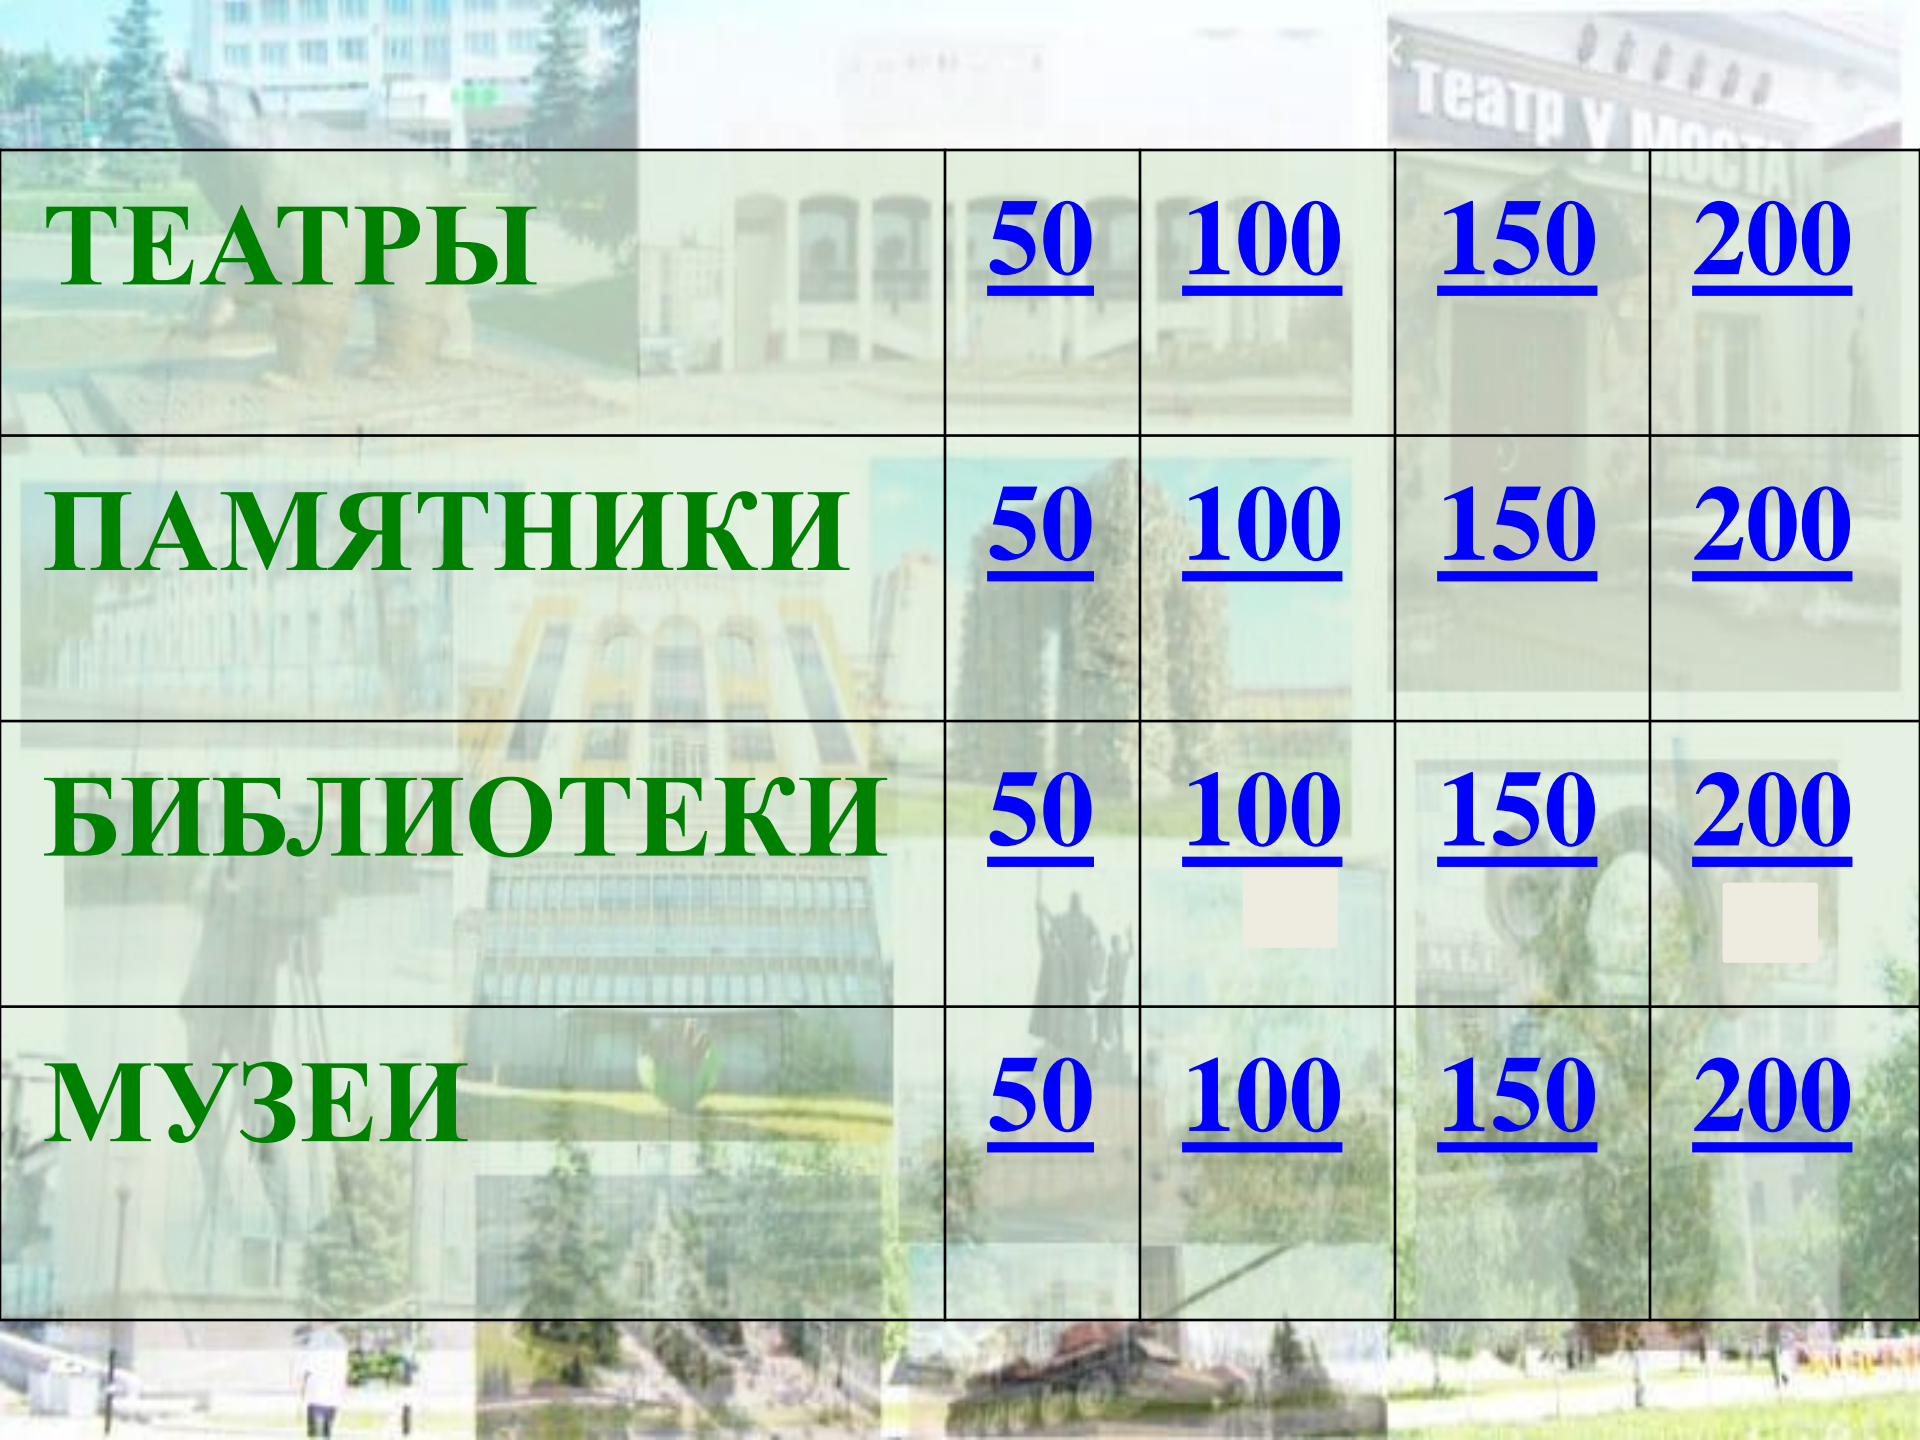 театр у моста
ТЕАТРЫ 50 100 150 200
ПАМЯТНИКИ 50 100 150 200
БИБЛИОТЕКИ 50 100 150 200
МУЗЕИ 50 100 150 200